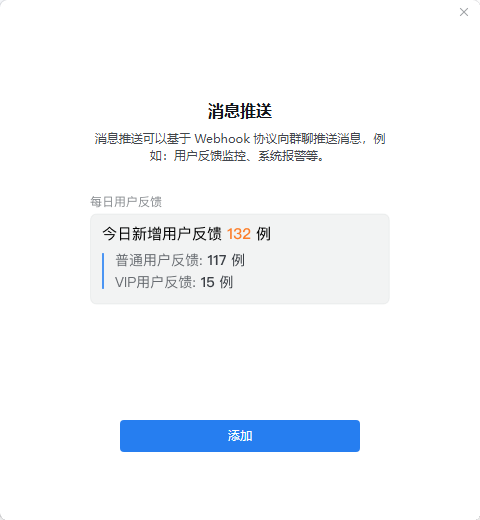 消息推送
消息推送可以基于 Webhook 协议向群聊推送消息，例
如：用户反馈监控、系统报警等。
每日用户反馈
今日新增用户反馈 132 例
普通用户反馈: 117 例
VIP用户反馈: 15 例
添加